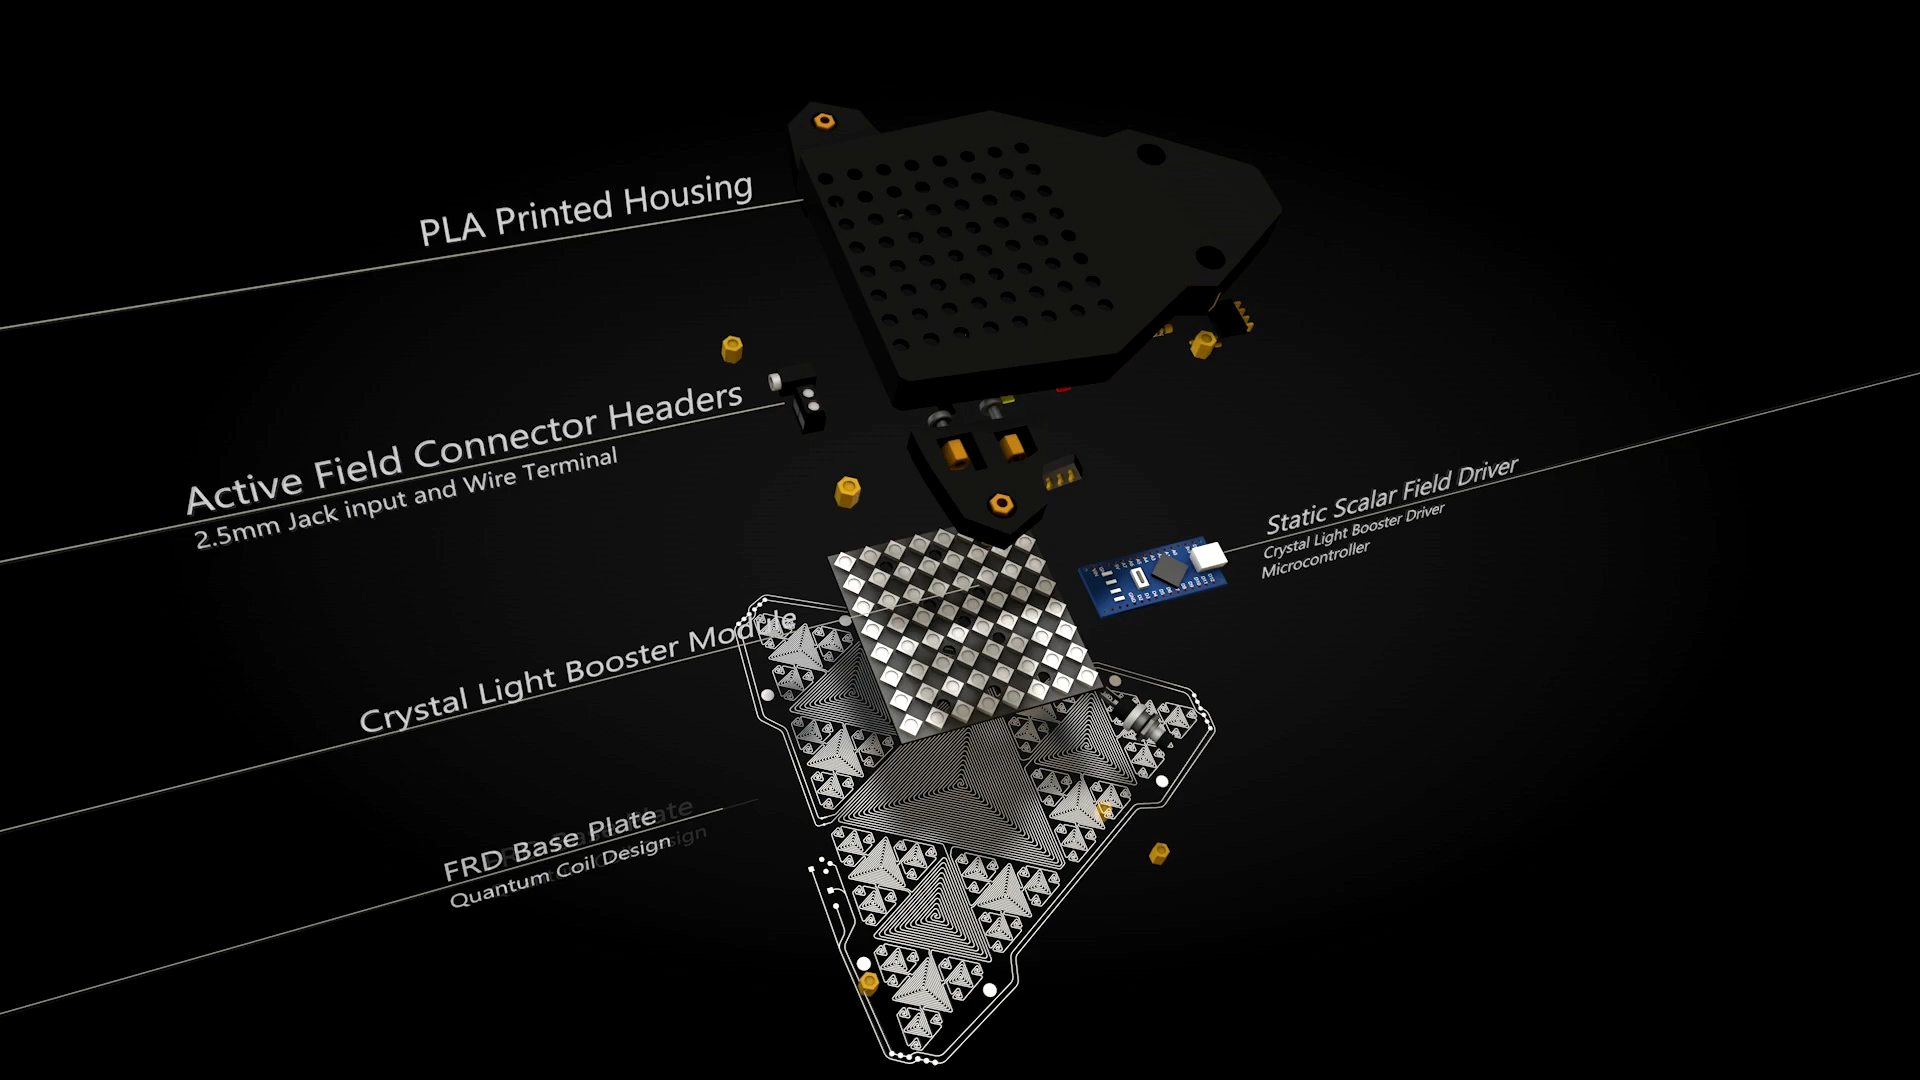 PLA Printed Housing
Active Field Connector Headers
2.5mm Jack input and Wire Terminal
Static Scalar Field Driver
Crystal Light Booster Driver
Microcontroller
Crystal Light Booster Module
FRD Base Plate
Quantum Coil Design